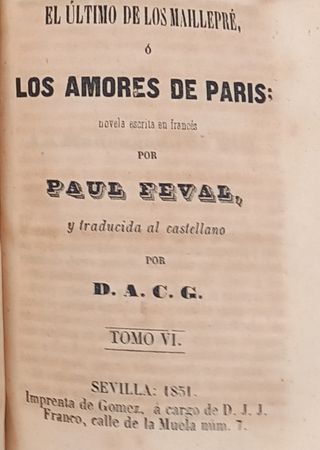 EL ÚLTIMO DE LOS MAILLEPRÉ,
ó
LOS AMORES DE PARIS;
novela escrita en francés
POR
PAUL FEVAL,
y traducida al castellano
POR
D. A. C. G.
TOMO VI.
SEVILLA: 1851.
Imprenta de Gomez, á cargo de D. J. J.
Franco, calle de la Muela núm. 7.